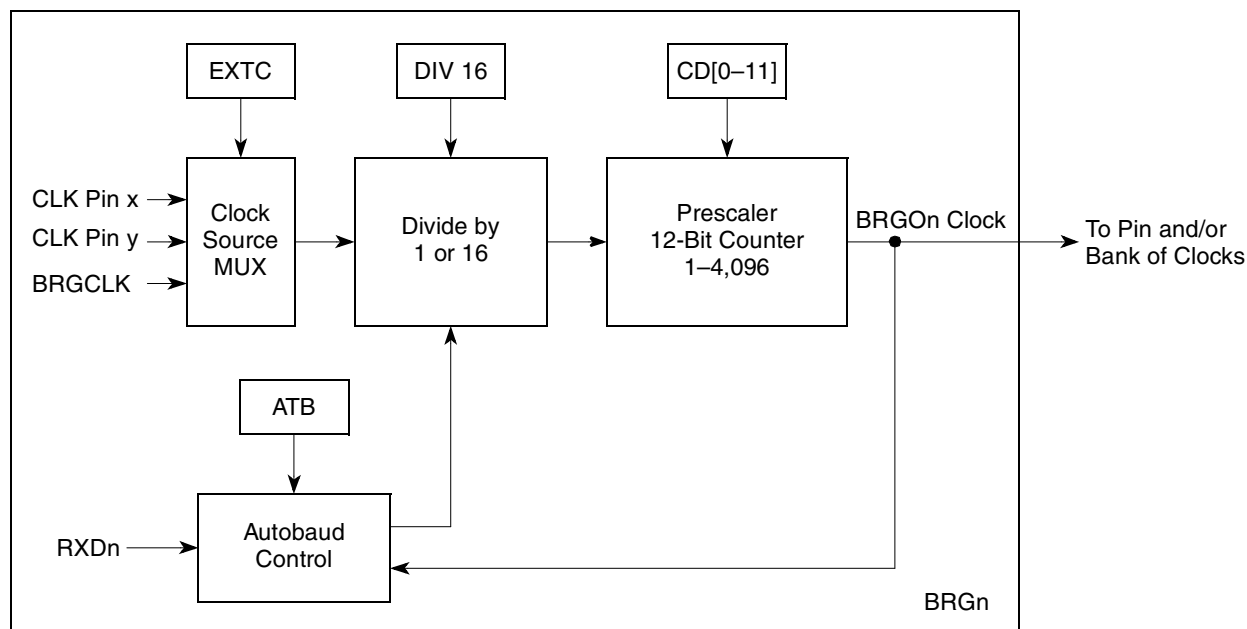 EXTC
DIV 16
CD[0–11]
CLK Pin x
CLK Pin y
BRGCLK
Clock
Source
MUX
Divide by
1 or 16
Prescaler
12-Bit Counter
1–4,096
BRGOn Clock
To Pin and/or
Bank of Clocks
ATB
RXDn
Autobaud
Control
BRGn